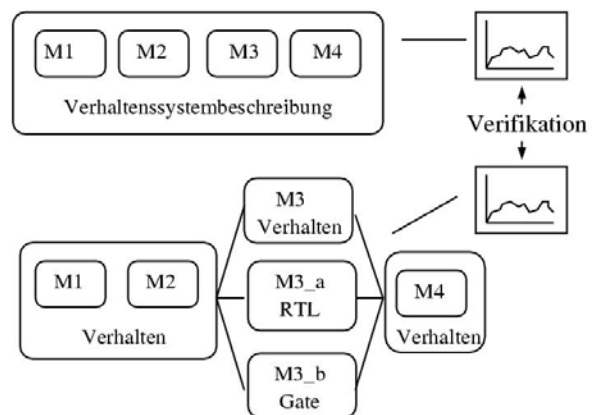 M1 M2 M3 M4
Verhaltenssystembeschreibung
Verifikation
M3
Verhalten
M1 M2
Verhalten
M3_a
RTL
M4
Verhalten
M3_b
Gate